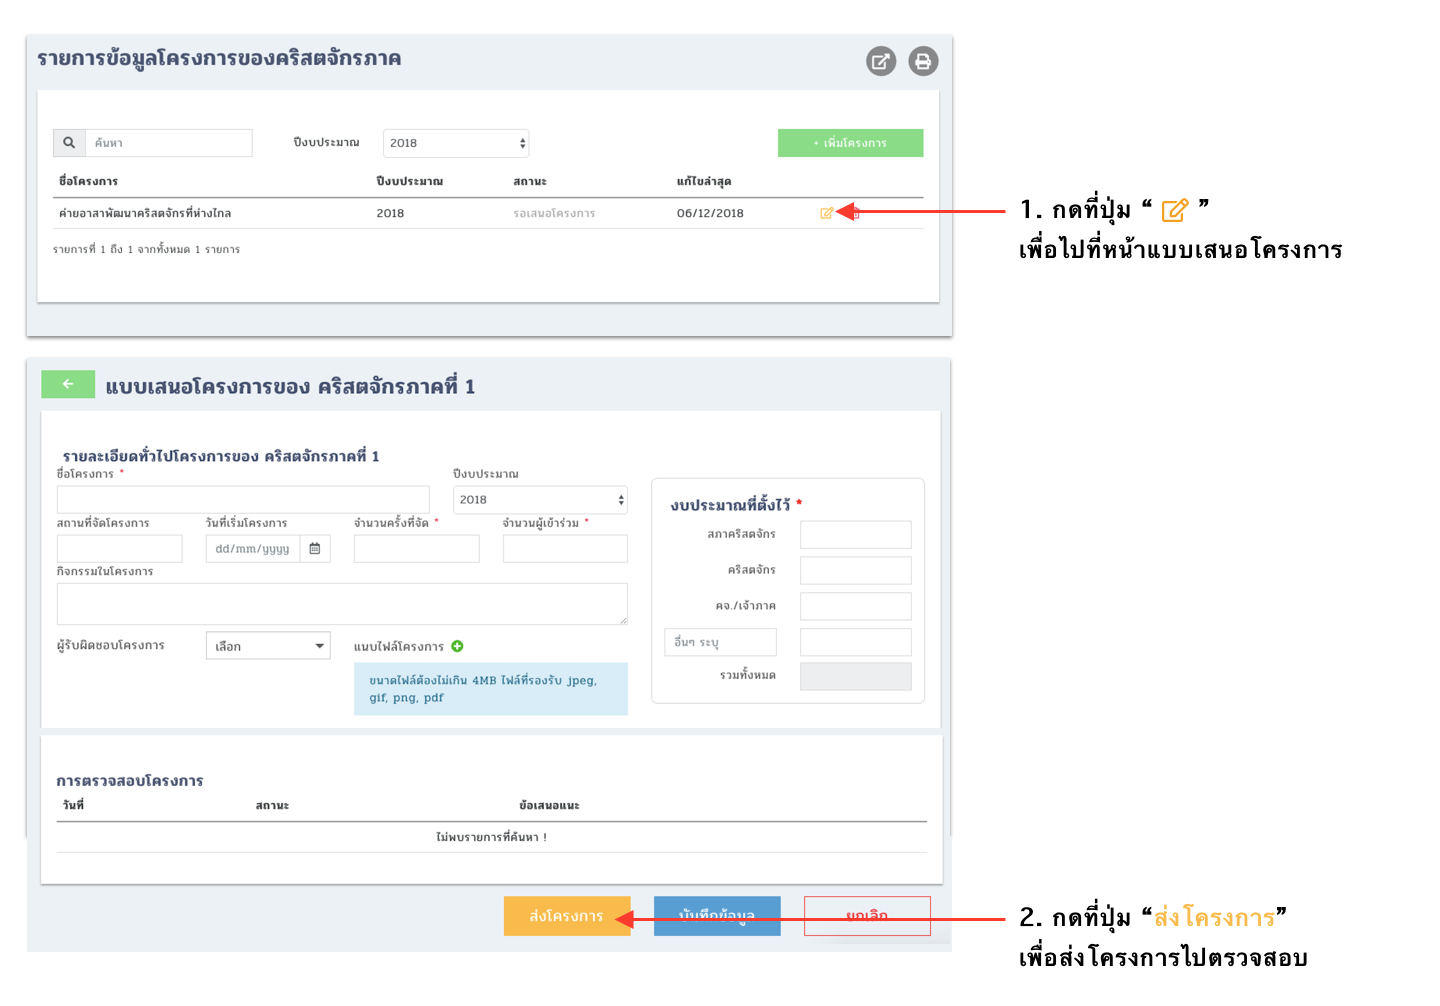 รายการข้อมูลโครงการของคริสตจักรภาค
ค้นหา
ปีงบประมาณ
2018
+ เพิ่มโครงการ
ชื่อโครงการ ปีงบประมาณ สถานะ แก้ไขล่าสุด
ค่ายอาสาพัฒนาคริสตจักรที่ห่างไกล 2018 รอเสนอโครงการ 06/12/2018
รายการที่ 1 ถึง 1 จากทั้งหมด 1 รายการ
1. กดที่ปุ่ม “ ”
เพื่อไปที่หน้าแบบเสนอโครงการ
แบบเสนอโครงการของ คริสตจักรภาคที่ 1
รายละเอียดทั่วไปโครงการของ คริสตจักรภาคที่ 1
ชื่อโครงการ * ปีงบประมาณ
2018
สถานที่จัดโครงการ วันที่เริ่มโครงการ จำนวนครั้งที่จัด * จำนวนผู้เข้าร่วม *
dd/mm/yyyy
กิจกรรมในโครงการ
ผู้รับผิดชอบโครงการ เลือก แนบไฟล์โครงการ
ขนาดไฟล์ต้องไม่เกิน 4MB ไฟล์ที่รองรับ jpeg,
gif, png, pdf
งบประมาณที่ตั้งไว้ *
สภาคริสตจักร
คริสตจักร
คจ./เจ้าภาค
อื่นๆ ระบุ
รวมทั้งหมด
การตรวจสอบโครงการ
วันที่ สถานะ ข้อเสนอแนะ
ไม่พบรายการที่ค้นหา !
ส่งโครงการ บันทึกข้อมูล ยกเลิก
2. กดที่ปุ่ม “ส่งโครงการ”
เพื่อส่งโครงการไปตรวจสอบ